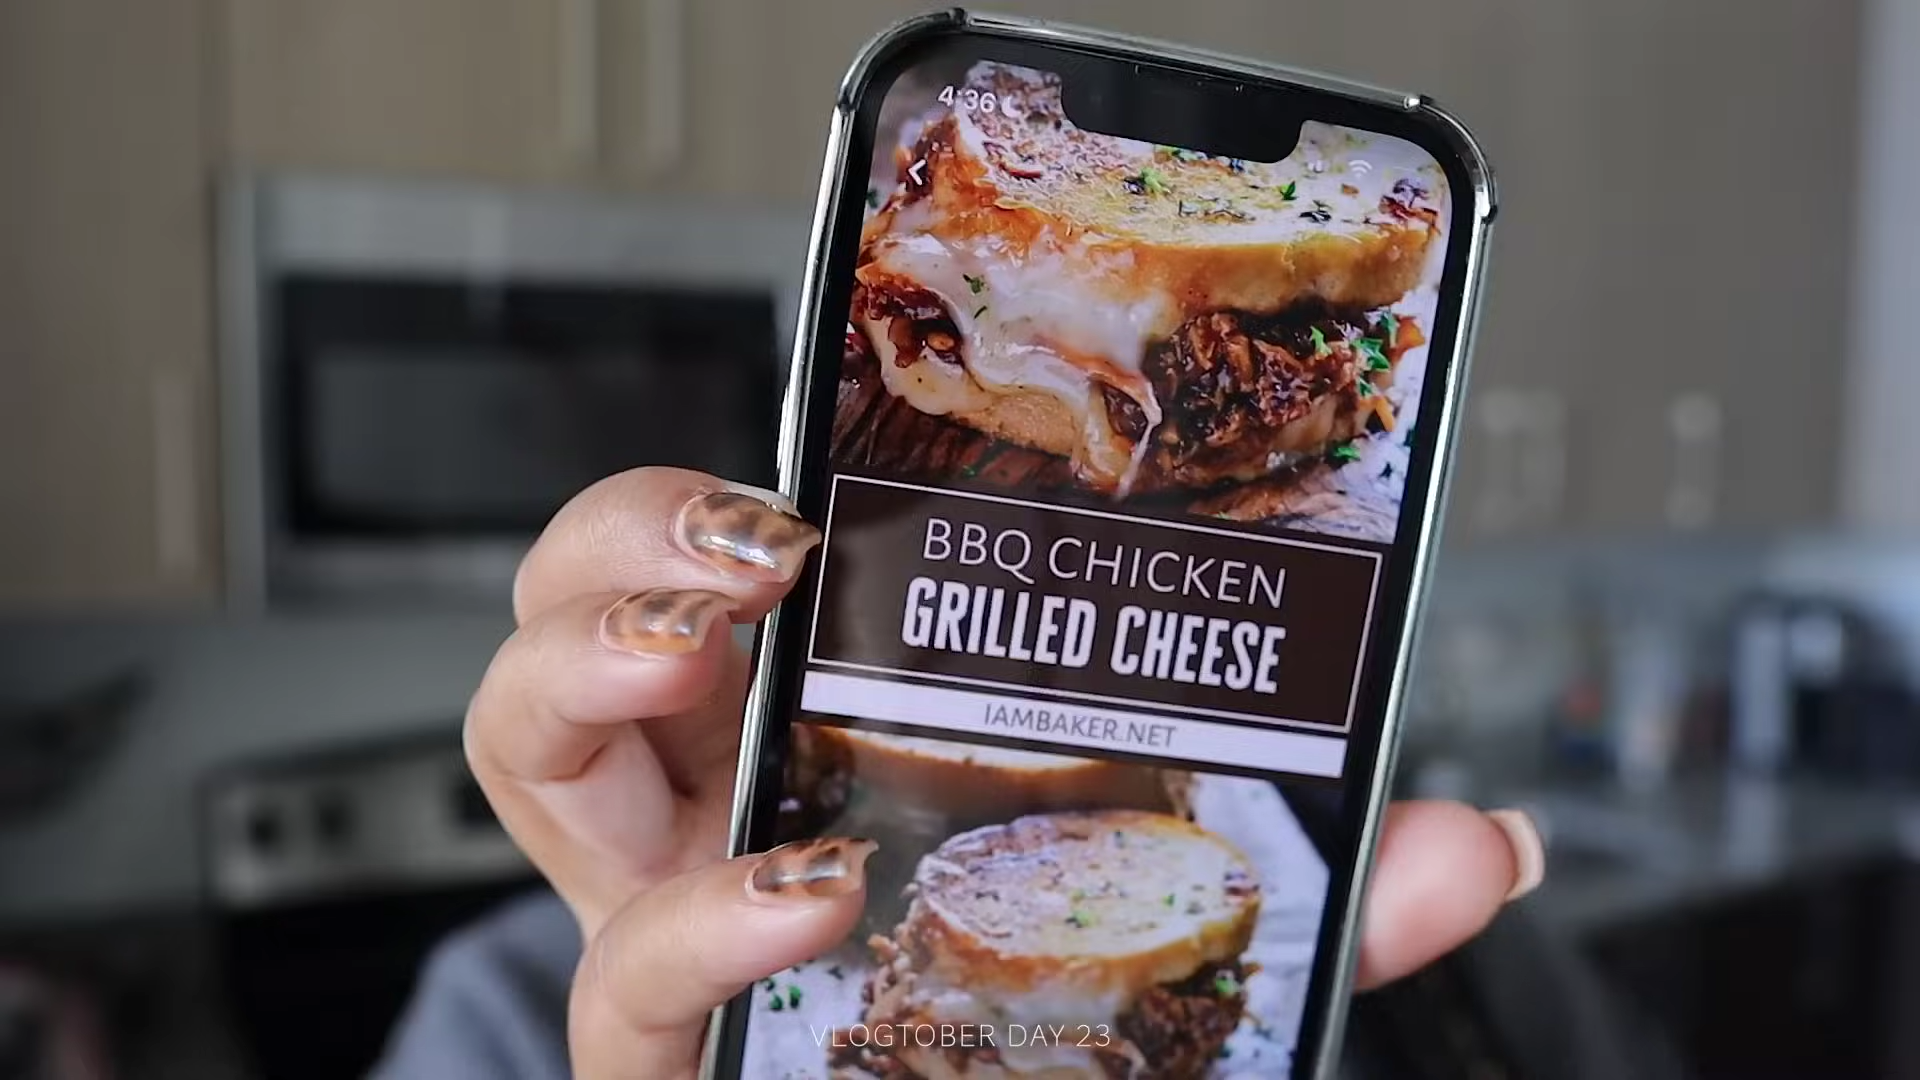 4:36
BBQ CHICKEN
GRILLED CHEESE
IAMBAKER.NET
VLOGTOBER DAY 23